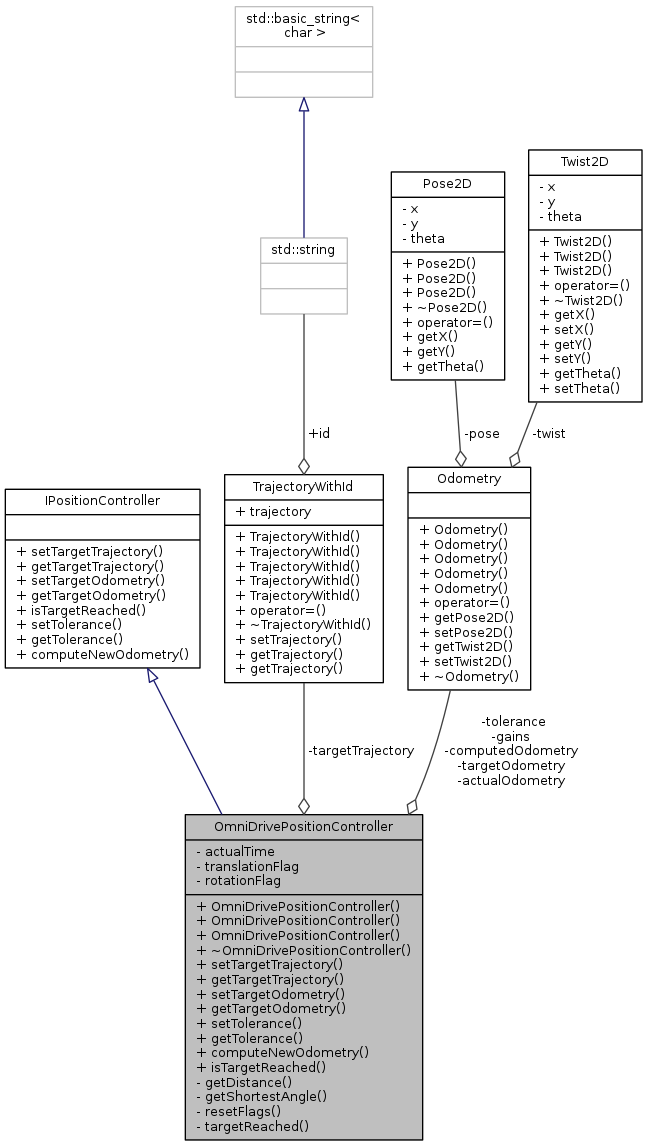 std::basic_string<
char >
std::string
+id
Pose2D
- x
- y
- theta
+ Pose2D()
+ Pose2D()
+ Pose2D()
+ ~Pose2D()
+ operator=()
+ getX()
+ getY()
+ getTheta()
-pose
Twist2D
- x
- y
- theta
+ Twist2D()
+ Twist2D()
+ Twist2D()
+ operator=()
+ ~Twist2D()
+ getX()
+ setX()
+ getY()
+ setY()
+ getTheta()
+ setTheta()
-twist
IPositionController
+ setTargetTrajectory()
+ getTargetTrajectory()
+ setTargetOdometry()
+ getTargetOdometry()
+ isTargetReached()
+ setTolerance()
+ getTolerance()
+ computeNewOdometry()
TrajectoryWithId
+ trajectory
+ TrajectoryWithId()
+ TrajectoryWithId()
+ TrajectoryWithId()
+ TrajectoryWithId()
+ TrajectoryWithId()
+ operator=()
+ ~TrajectoryWithId()
+ setTrajectory()
+ getTrajectory()
+ getTrajectory()
-targetTrajectory
Odometry
+ Odometry()
+ Odometry()
+ Odometry()
+ Odometry()
+ Odometry()
+ operator=()
+ getPose2D()
+ setPose2D()
+ getTwist2D()
+ setTwist2D()
+ ~Odometry()
-tolerance
-gains
-computedOdometry
-targetOdometry
-actualOdometry
OmniDrivePositionController
- actualTime
- translationFlag
- rotationFlag
+ OmniDrivePositionController()
+ OmniDrivePositionController()
+ OmniDrivePositionController()
+ ~OmniDrivePositionController()
+ setTargetTrajectory()
+ getTargetTrajectory()
+ setTargetOdometry()
+ getTargetOdometry()
+ setTolerance()
+ getTolerance()
+ computeNewOdometry()
+ isTargetReached()
- getDistance()
- getShortestAngle()
- resetFlags()
- targetReached()